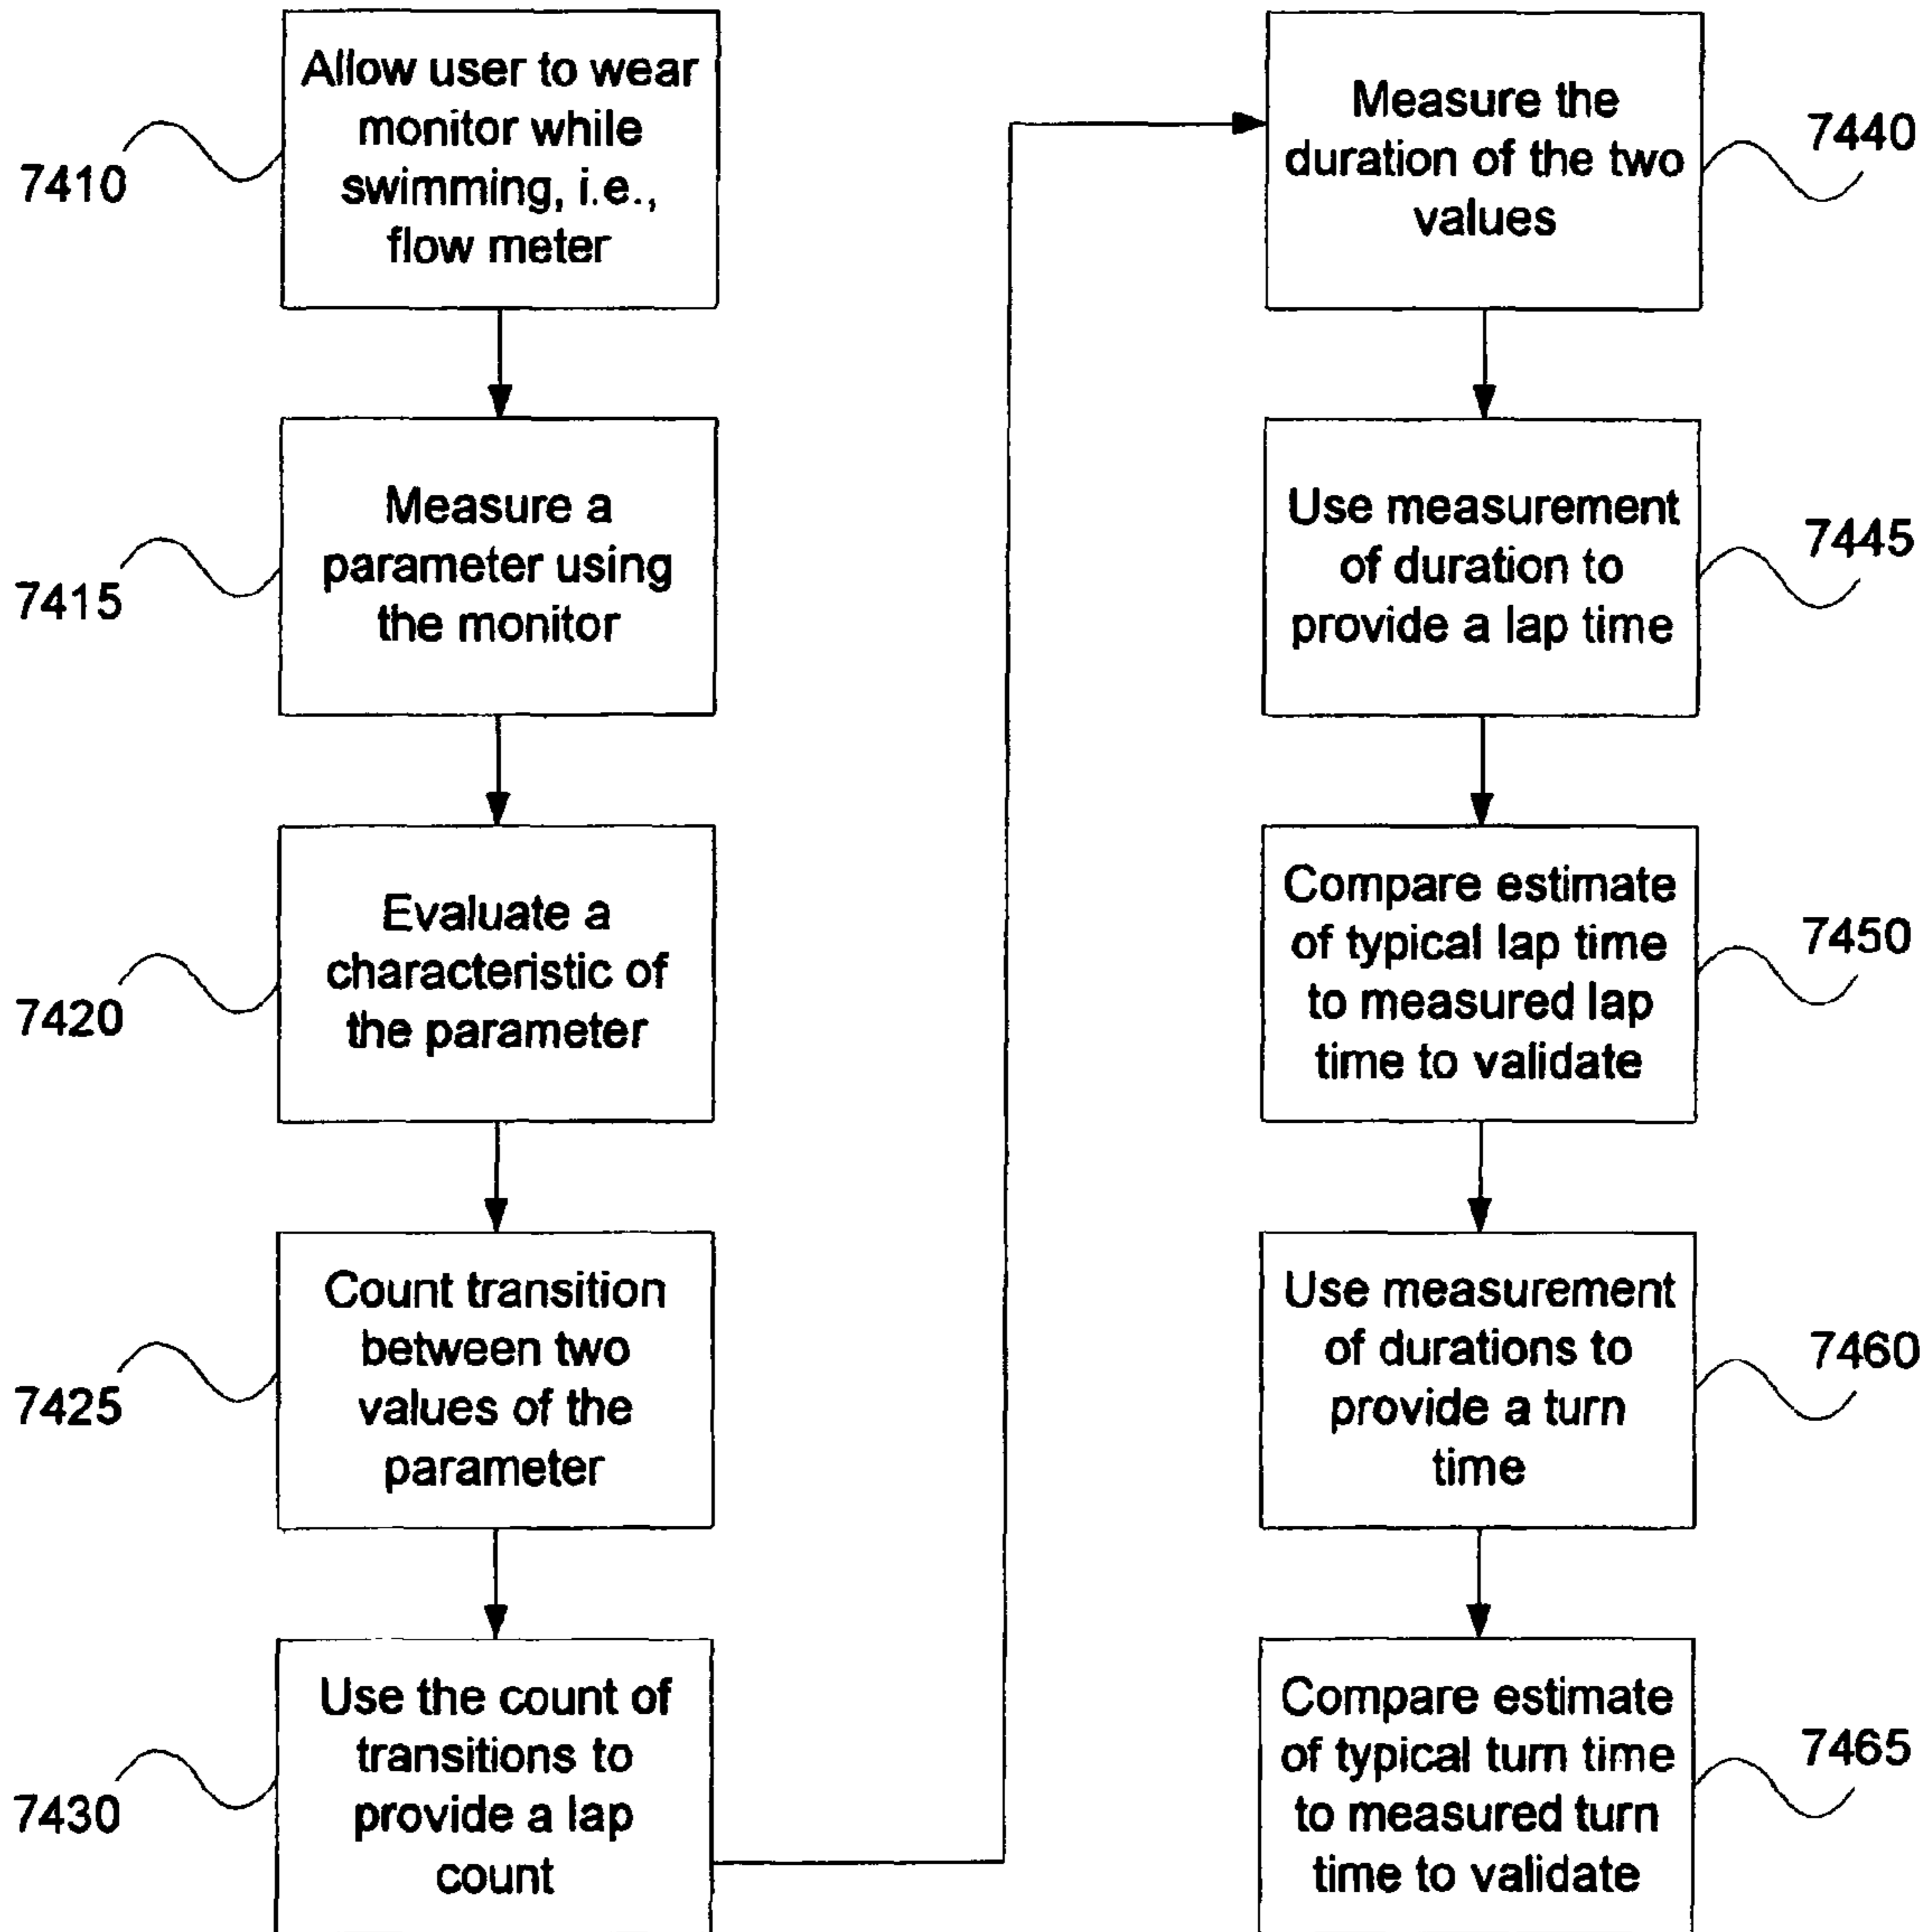 Allow user to wear
monitor while
swimming, i.e.,
flow meter
7410
Measure a
parameter using
the monitor
7415
Evaluate a
characteristic of
the parameter
7420
Count transition
between two
values of the
parameter
7425
Use the count of
transitions to
provide a lap
count
7430
Measure the
duration of the two
values
7440
Use measurement
of duration to
provide a lap time
7445
Compare estimate
of typical lap time
to measured lap
time to validate
7450
Use measurement
of durations to
provide a turn
time
7460
Compare estimate
of typical turn time
to measured turn
time to validate
7465